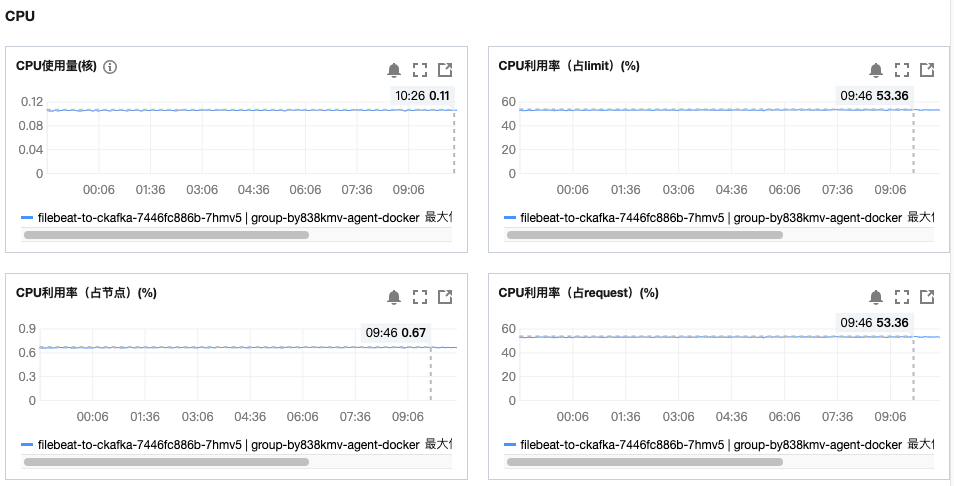 CPU
CPU使用量(核)
10:26 0.11
0.12
0.08
0.04
0
00:06 01:36 03:06 04:36 06:06 07:36 09:06
filebeat-to-ckafka-7446fc886b-7hmv5 | group-by838kmv-agent-docker 最大
CPU利用率（占limit）(%)
09:46 53.36
60
40
20
0
00:06 01:36 03:06 04:36 06:06 07:36 09:06
filebeat-to-ckafka-7446fc886b-7hmv5 | group-by838kmv-agent-docker 最大
CPU利用率（占节点）(%)
09:46 0.67
0.9
0.6
0.3
0
00:06 01:36 03:06 04:36 06:06 07:36 09:06
filebeat-to-ckafka-7446fc886b-7hmv5 | group-by838kmv-agent-docker 最大
CPU利用率（占request）(%)
09:46 53.36
60
40
20
0
00:06 01:36 03:06 04:36 06:06 07:36 09:06
filebeat-to-ckafka-7446fc886b-7hmv5 | group-by838kmv-agent-docker 最大